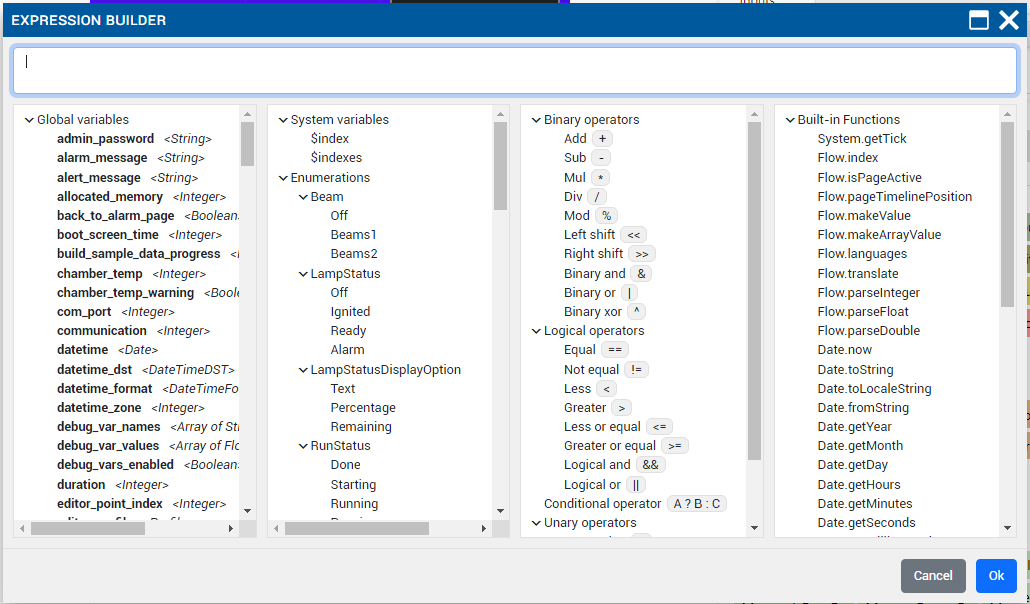 EXPRESSION BUILDER
Global variables
admin_password <String>
alarm_message <String>
alert_message <String>
allocated_memory <Integer>
back_to_alarm_page <Boolean>
boot_screen_time <Integer>
build_sample_data_progress <I
chamber_temp <Integer>
chamber_temp_warning <Boole
com_port <Integer>
communication <Integer>
datetime <Date>
datetime_dst <DateTimeDST>
datetime_format <DateTimeFo
datetime_zone <Integer>
debug_var_names <Array of Stri
debug_var_values <Array of Flo
debug_vars_enabled <Boolean>
duration <Integer>
editor_point_index <Integer>
System variables
$index
$indexes
Enumerations
Beam
Off
Beams1
Beams2
LampStatus
Off
Ignited
Ready
Alarm
LampStatusDisplayOption
Text
Percentage
Remaining
RunStatus
Done
Starting
Running
Binary operators
Add +
Sub -
Mul *
Div /
Mod %
Left shift <<
Right shift >>
Binary and &
Binary or |
Binary xor ^
Logical operators
Equal ==
Not equal !=
Less <
Greater >
Less or equal <=
Greater or equal >=
Logical and &&
Logical or ||
Conditional operator A ? B : C
Unary operators
Built-in Functions
System.getTick
Flow.index
Flow.isPageActive
Flow.pageTimelinePosition
Flow.makeValue
Flow.makeArrayValue
Flow.languages
Flow.translate
Flow.parseInteger
Flow.parseFloat
Flow.parseDouble
Date.now
Date.toString
Date.toLocaleString
Date.fromString
Date.getYear
Date.getMonth
Date.getDay
Date.getHours
Date.getMinutes
Date.getSeconds
Cancel
Ok